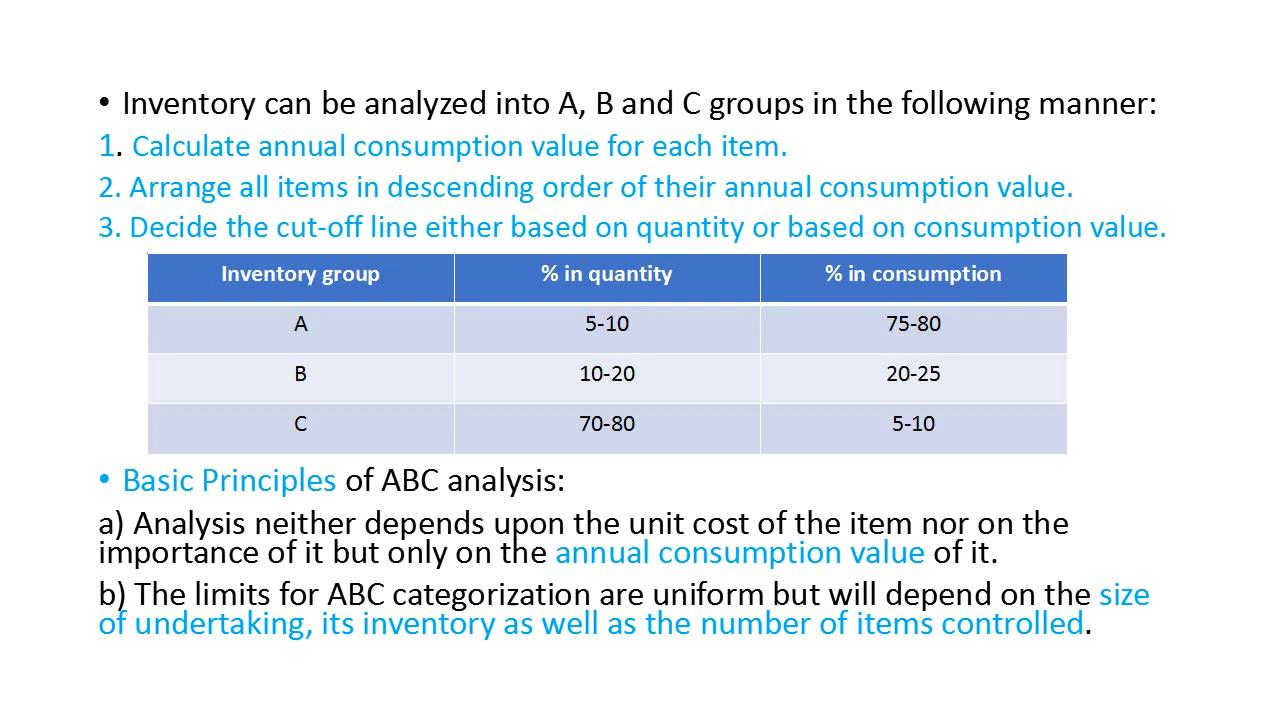 • Inventory can be analyzed into A, B and C groups in the following manner:
1. Calculate annual consumption value for each item.
2. Arrange all items in descending order of their annual consumption value.
3. Decide the cut-off line either based on quantity or based on consumption value.
Inventory group % in quantity % in consumption
A 5-10 75-80
B 10-20 20-25
C 70-80 5-10
• Basic Principles of ABC analysis:
a) Analysis neither depends upon the unit cost of the item nor on the
importance of it but only on the annual consumption value of it.
b) The limits for ABC categorization are uniform but will depend on the size
of undertaking, its inventory as well as the number of items controlled.